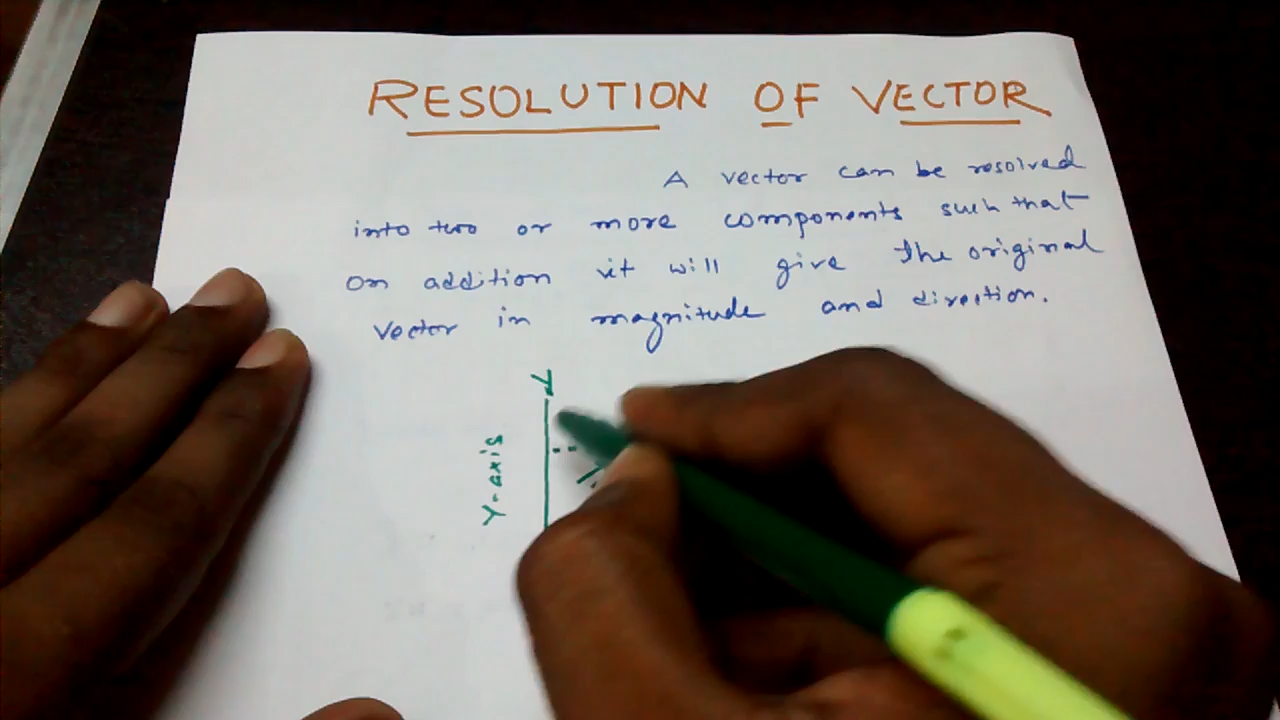 RESOLUTION OF VECTOR
A vector can be resolved
into two or more components such that
on addition it will give the original
vector in magnitude and direction.
Y
Y-axis